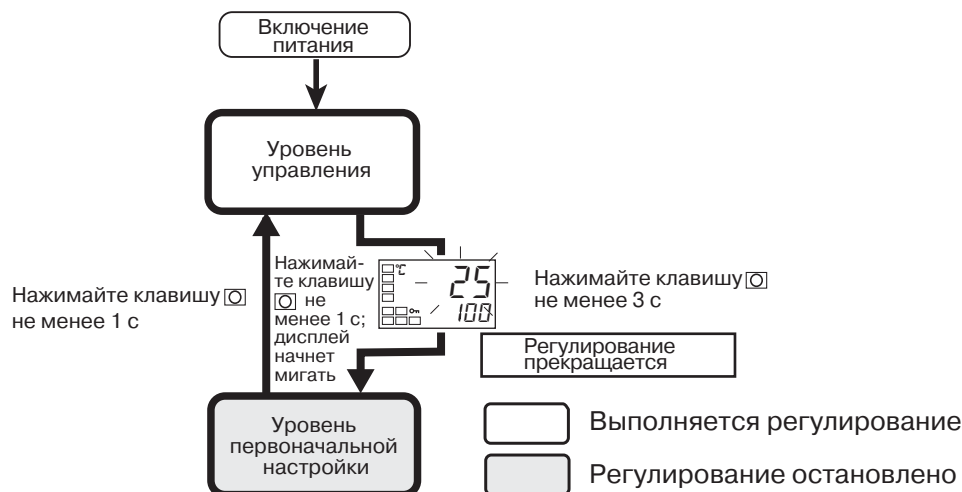 Включение
питания
Уровень
управления
Нажимайте клавишу
не менее 1 с
Нажимай-
те клавишу
не
менее 1 с;
дисплей
начнет
мигать
°C
25
100
Нажимайте клавишу
не менее 3 с
Регулирование
прекращается
Уровень
первоначальной
настройки
Выполняется регулирование
Регулирование остановлено